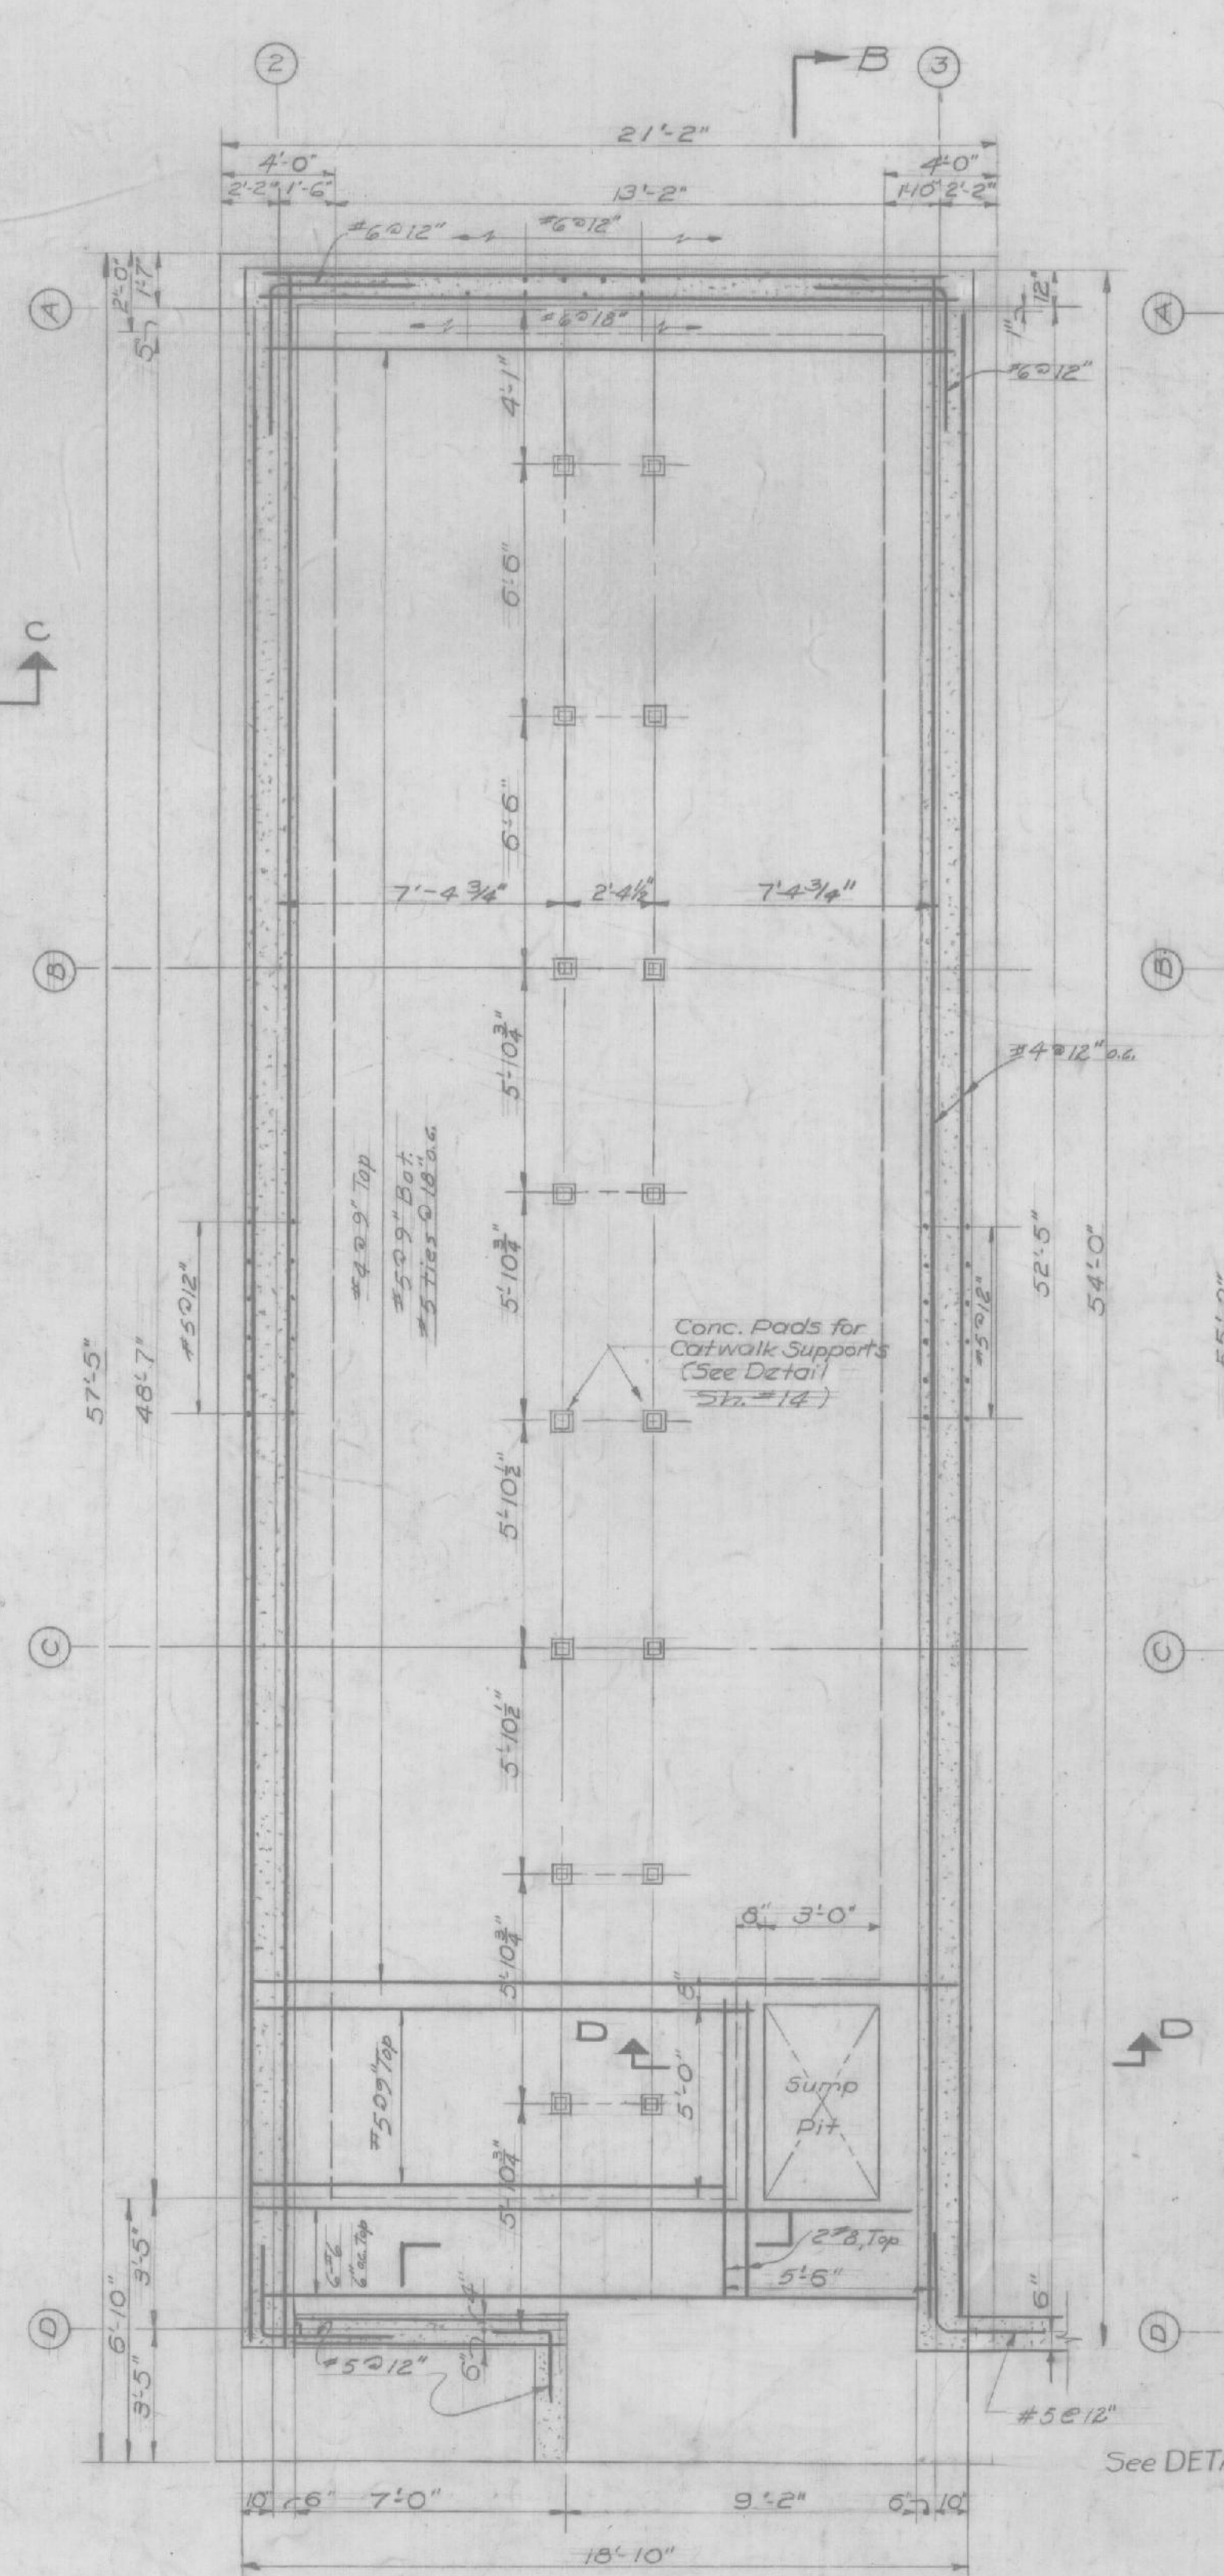 2
B
3
21'-2"
4'-0"
4'-0"
2'-2"
1'-6"
13'-2"
1'-10"
2'-2"
#6@12"
#6@12"
2'-0"
1'-7"
12"
A
A
5"
#6@18"
1"
#6@12"
4'-1"
6'-6"
C
6'-6"
7'-4 3/4"
2'-4 1/2"
7'-4 3/4"
B
B
5'-10 3/4"
#4@12" o.c.
#4@9" Top
#5@9" Bot.
#5 Ties @ 18" o.c.
5'-10 3/4"
#5@12"
#5@12"
52'-5"
54'-0"
57'-5"
48'-7"
Conc. Pads for
Catwalk Supports
(See Detail
Sh. #14)
5'-10 1/2"
C
C
5'-10 1/2"
8"
3'-0"
5'-10 3/4"
8"
D
D
#5@9" Top
5'-0"
Sump
Pit
5'-10 3/4"
6-#6
6" oc. Top
2#8, Top
5'-6"
3'-5"
6'-10"
4"
6"
6"
D
D
#5@12"
3'-5"
#5@12"
See DETA
10"
6"
7'-0"
9'-2"
6"
10"
18'-10"